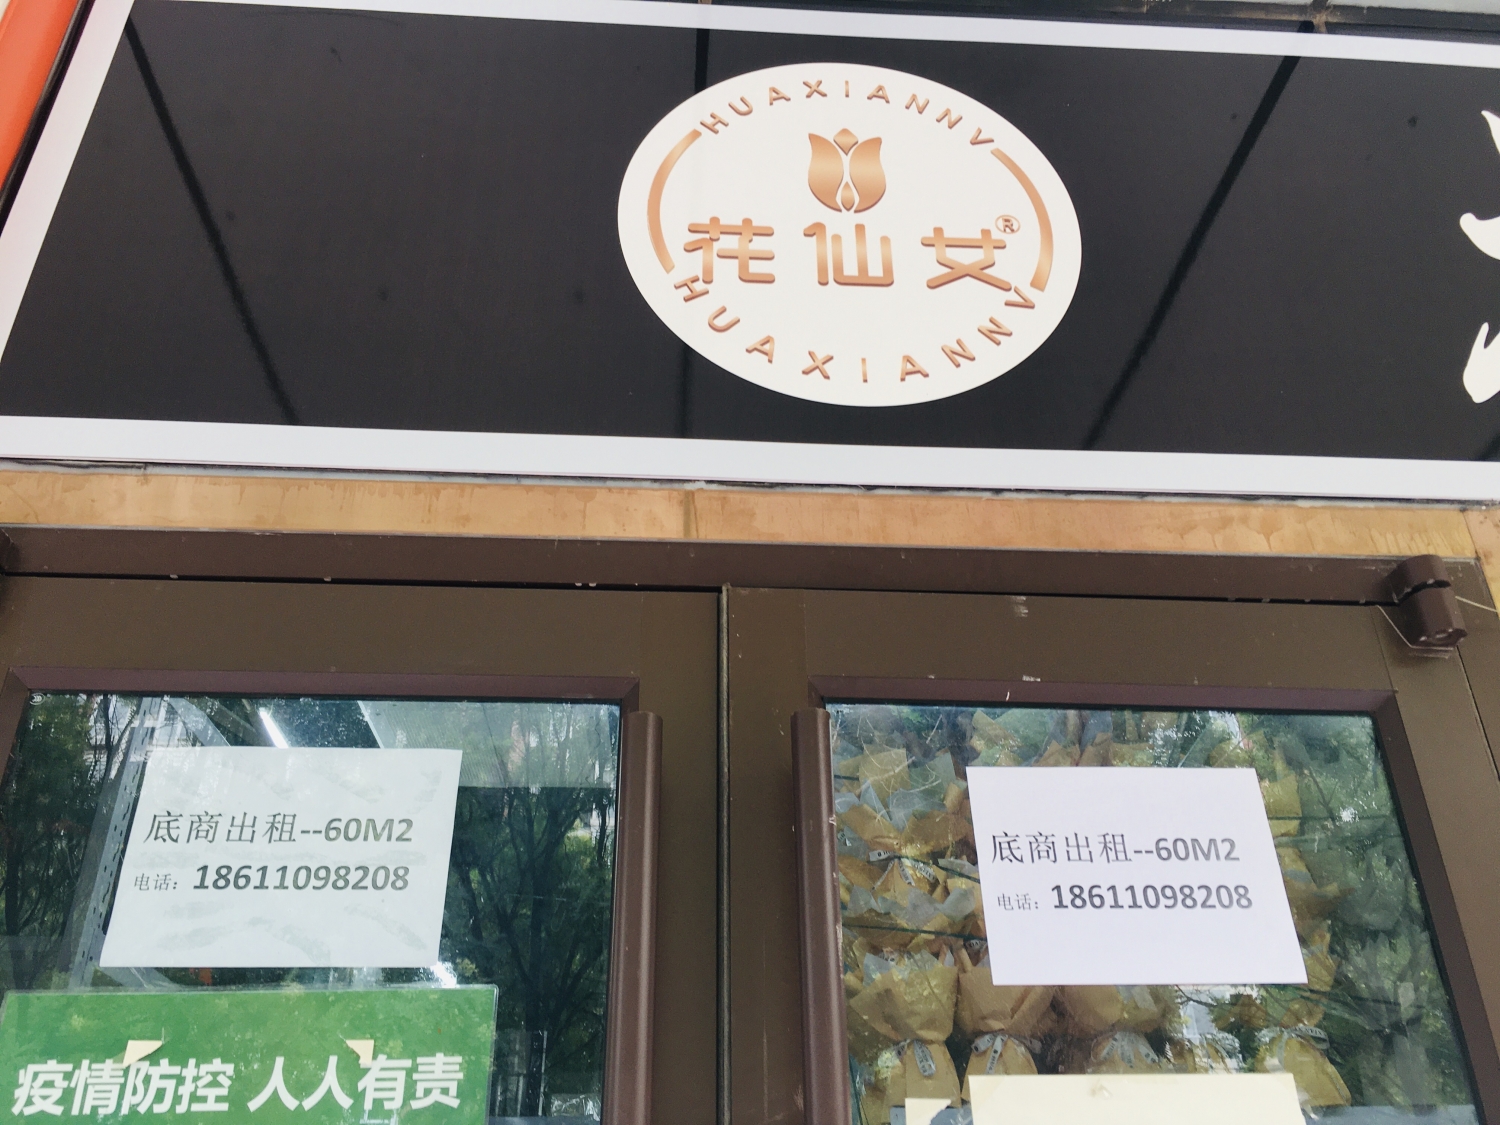 HUAXIANNV
花仙女®
HUAXIANNV
底商出租--60M2
电话：18611098208
底商出租--60M2
电话：18611098208
疫情防控 人人有责